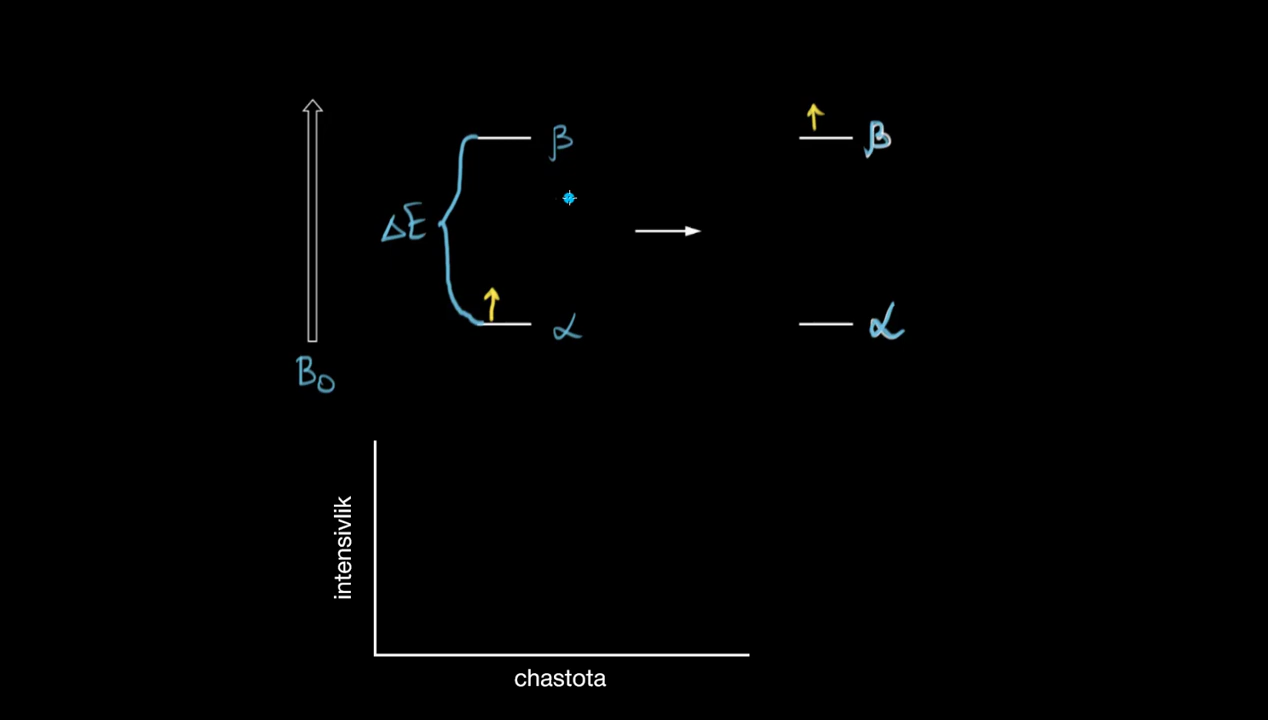 β
β
ΔE
α
α
B₀
intensivlik
chastota